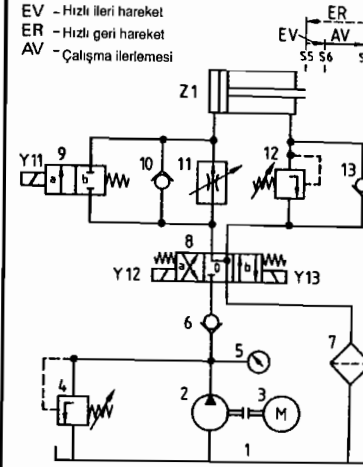 EV - Hızlı ileri hareket
ER - Hızlı geri hareket
AV - Çalışma ilerlemesi
ER
EV AV
S5 S6
Z1
Y11 9 10 11 12 13
a b
8
Y12 a 0 b Y13
6
5 7
4 2 3
M
1